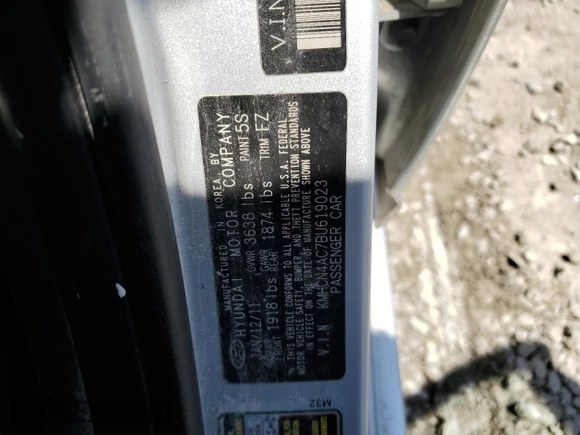 V.I.N
MANUFACTURED IN KOREA, BY
HYUNDAI MOTOR COMPANY
JAN/12/11 GVWR 3638 lbs PAINT 5S
GAWR FRONT 1918 lbs GAWR REAR 1874 lbs TRIM FZ
THIS VEHICLE CONFORMS TO ALL APPLICABLE U.S.A. FEDERAL
MOTOR VEHICLE SAFETY, BUMPER AND THEFT PREVENTION STANDARDS
IN EFFECT ON THE DATE OF MANUFACTURE SHOWN ABOVE
V.I.N KMHCN4AC7BU619023
PASSENGER CAR
M32